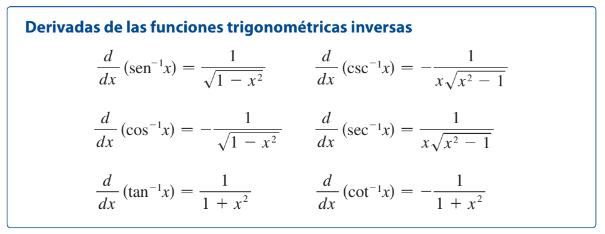 Derivadas de las funciones trigonométricas inversas
d/dx (sen⁻¹x) = 1/√(1 − x²)    d/dx (csc⁻¹x) = −1/(x√(x² − 1))
d/dx (cos⁻¹x) = −1/√(1 − x²)    d/dx (sec⁻¹x) = 1/(x√(x² − 1))
d/dx (tan⁻¹x) = 1/(1 + x²)    d/dx (cot⁻¹x) = −1/(1 + x²)